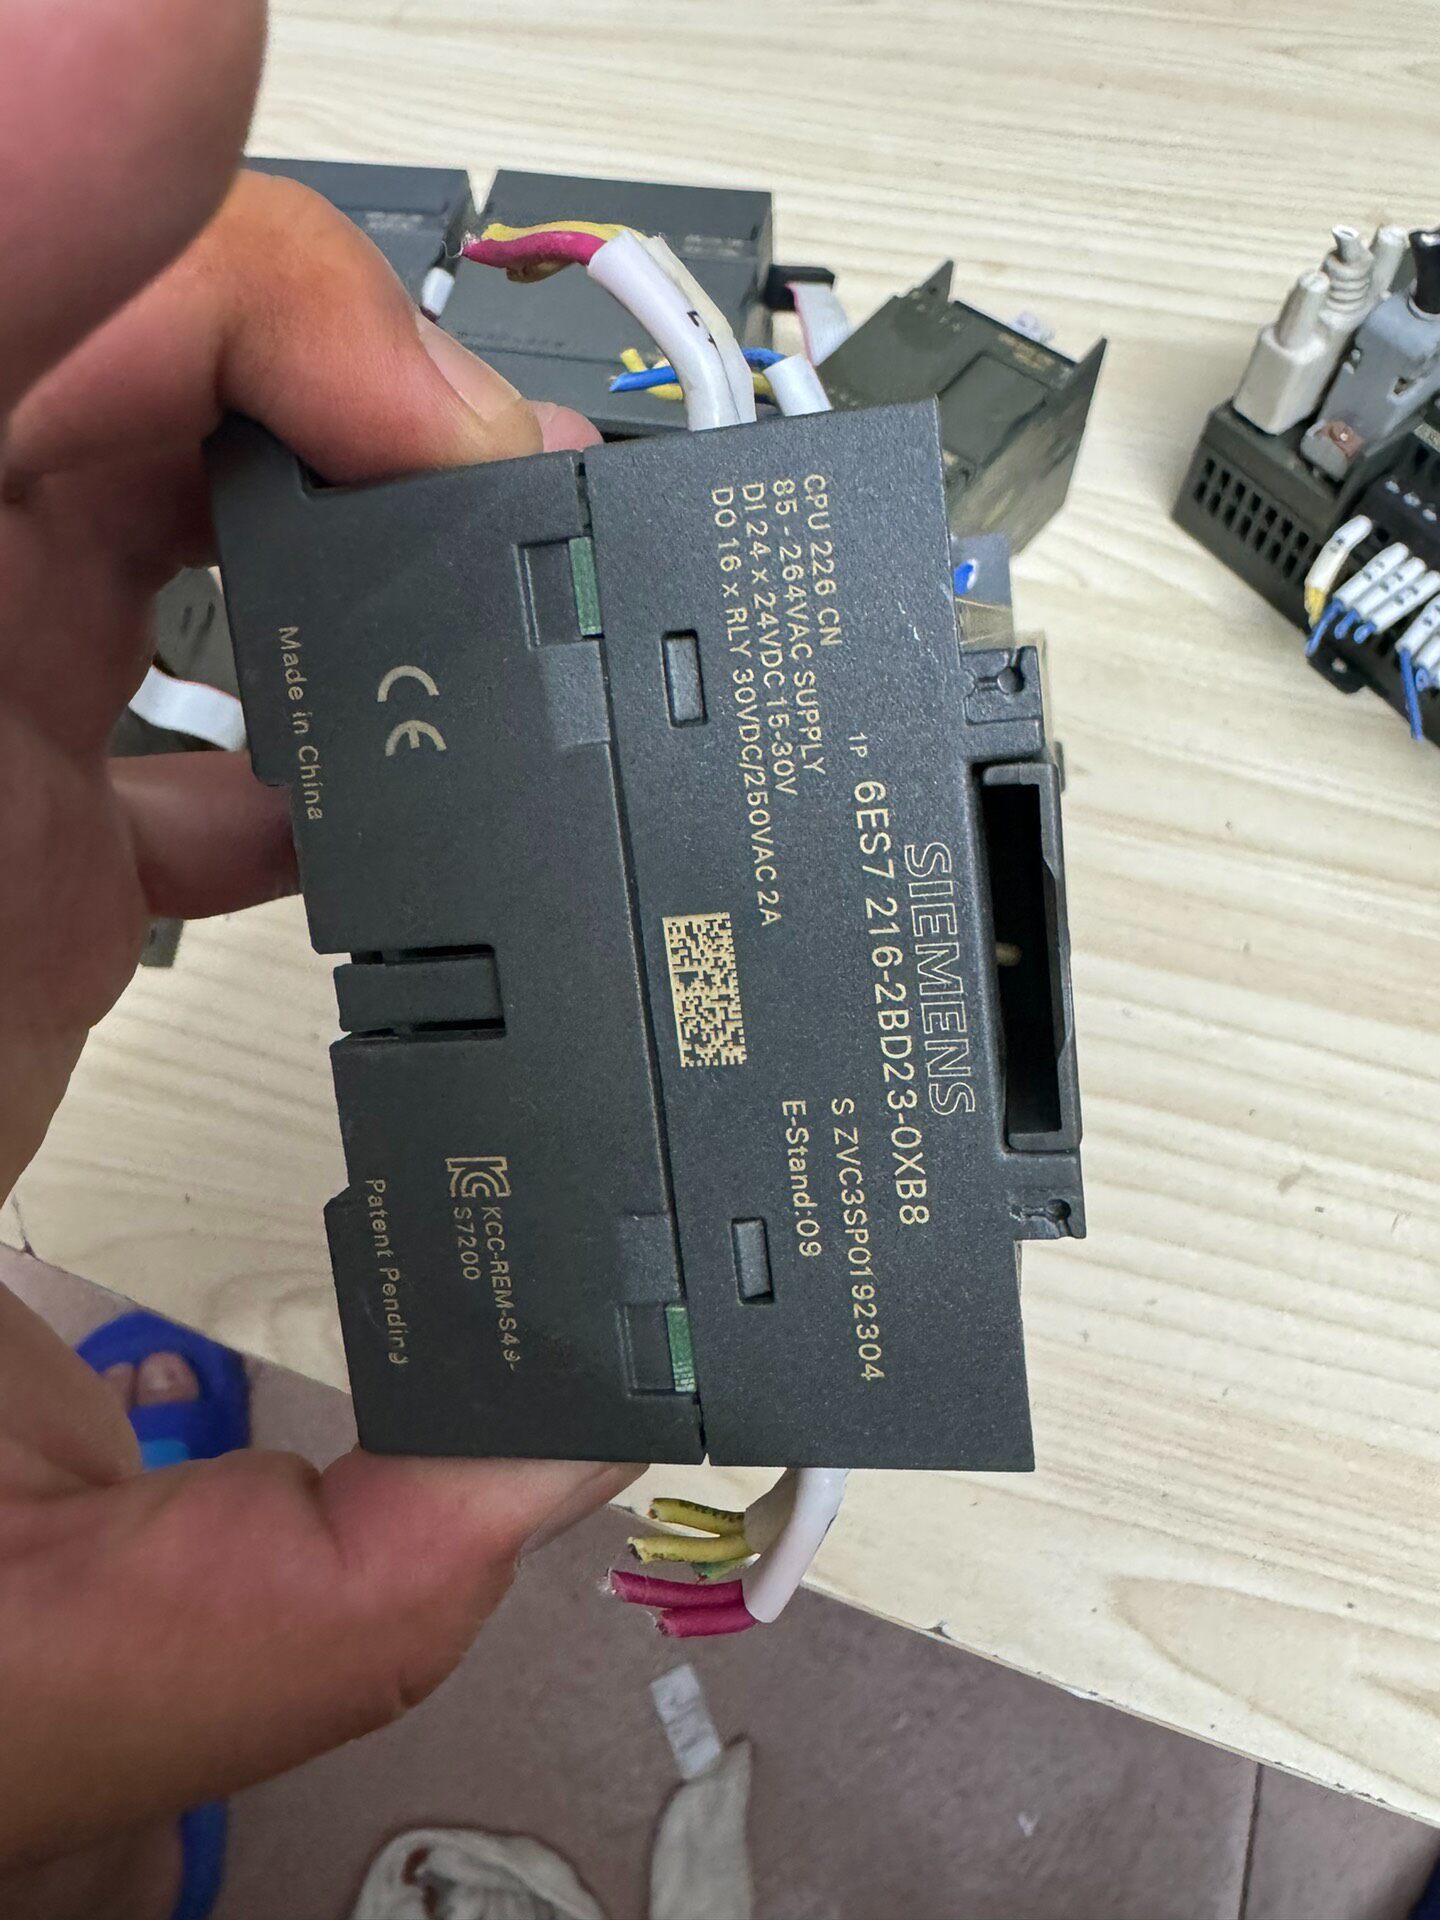 SIEMENS
1P 6ES7 216-2BD23-0XB8
S ZVC3SP0192304
E-Stand:09
CPU 226 CN
85 - 264VAC SUPPLY
DI 24 x 24VDC 15-30V
DO 16 x RLY 30VDC/250VAC 2A
CE
KCC-REM-S49-
S7200
Made in China
Patent Pending